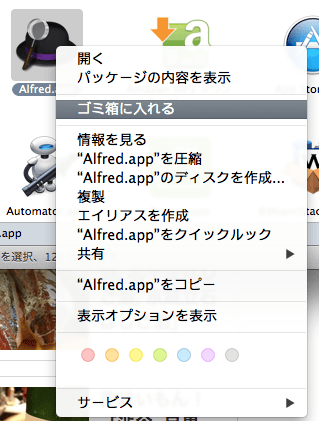 Alfred.app
開く
パッケージの内容を表示
ゴミ箱に入れる
情報を見る
“Alfred.app”を圧縮
“Alfred.app”のディスクを作成...
複製
エイリアスを作成
“Alfred.app”をクイックルック
共有
“Alfred.app”をコピー
表示オプションを表示
サービス
Automato
.app
を選択、12